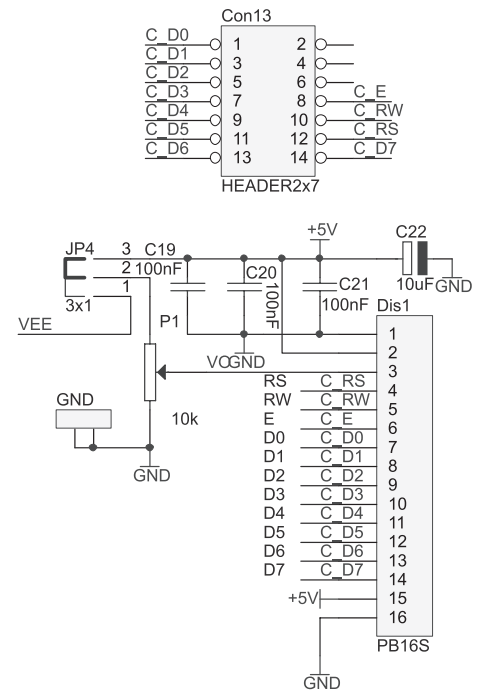 Con13
C_D0 1 2
C_D1 3 4
C_D2 5 6
C_D3 7 8 C_E
C_D4 9 10 C_RW
C_D5 11 12 C_RS
C_D6 13 14 C_D7
HEADER2x7
+5V C22
JP4 3 C19
2 100nF C20
1 100nF C21
3x1 100nF
10uF GND
VEE P1 Dis1
VO GND 1
2
3
RS C_RS 4
RW C_RW 5
E C_E 6
D0 C_D0 7
D1 C_D1 8
D2 C_D2 9
D3 C_D3 10
D4 C_D4 11
D5 C_D5 12
D6 C_D6 13
D7 C_D7 14
+5V 15
16
PB16S
GND
GND
10k
GND